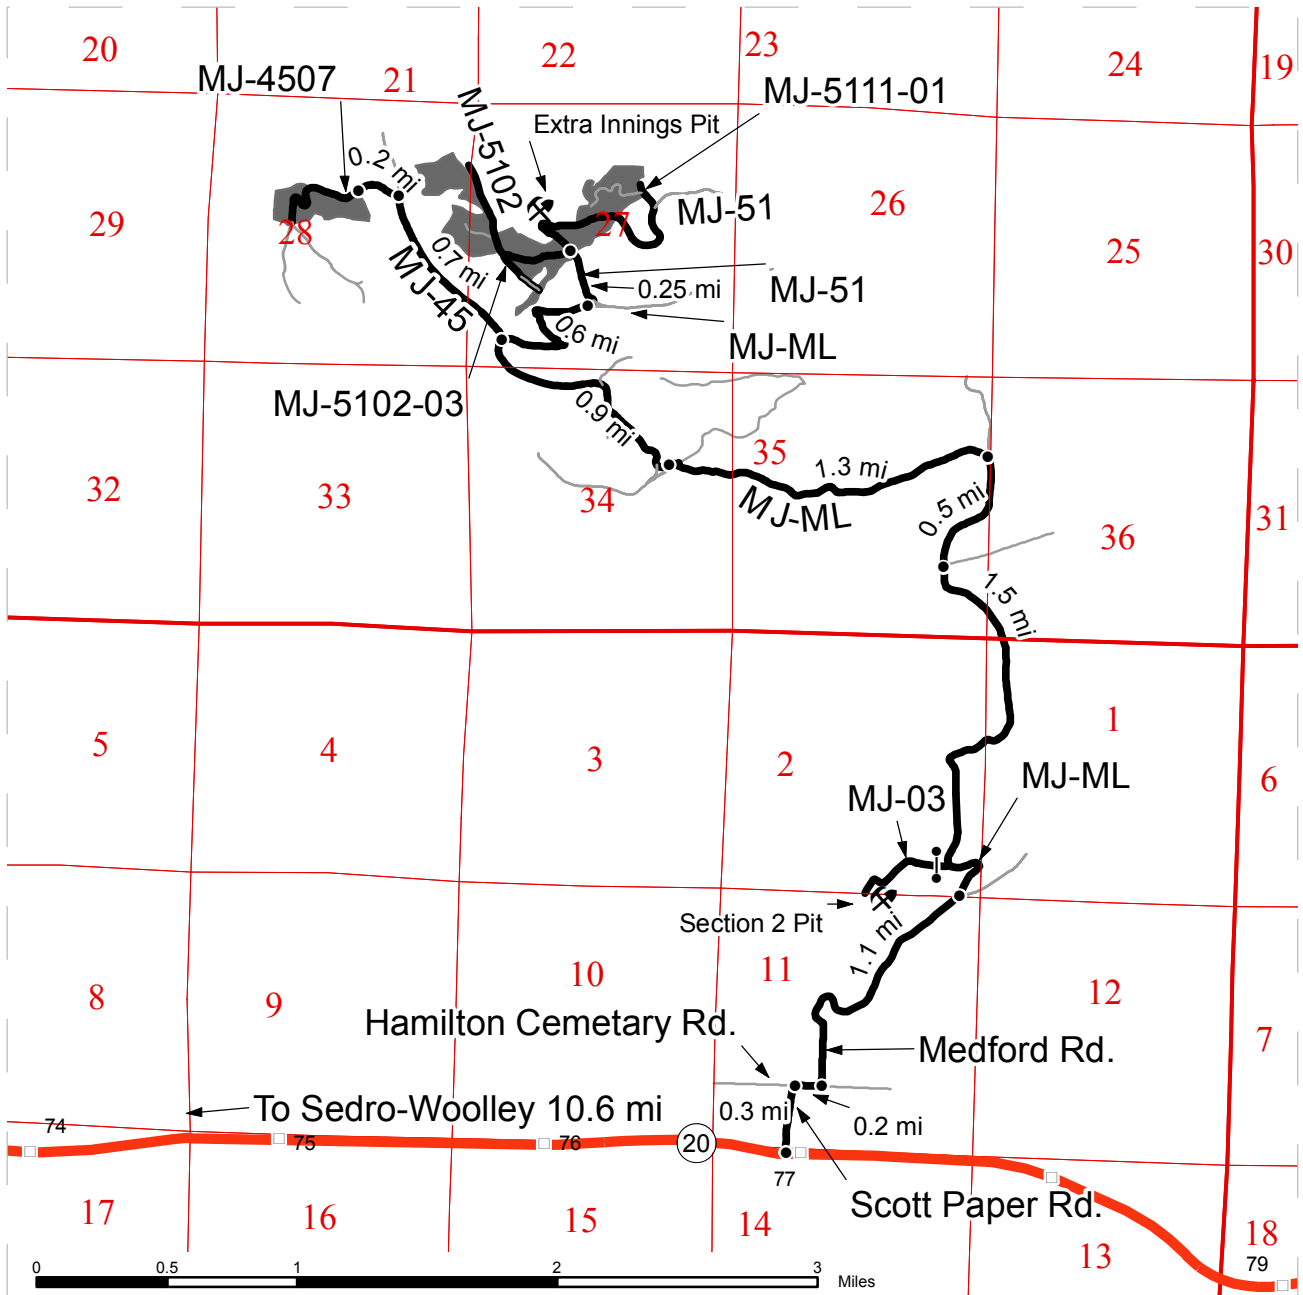 20
21
22
23
24
19
MJ-4507
MJ-5111-01
MJ-5102
Extra Innings Pit
0.2 mi
29
28
27
26
25
30
MJ-51
0.7 mi
MJ-45
0.25 mi
MJ-51
0.6 mi
MJ-ML
MJ-5102-03
0.9 mi
35
1.3 mi
MJ-ML
0.5 mi
32
33
34
36
31
1.5 mi
5
4
3
2
1
6
MJ-03
MJ-ML
Section 2 Pit
1.1 mi
8
9
10
11
12
7
Hamilton Cemetary Rd.
Medford Rd.
To Sedro-Woolley 10.6 mi
0.3 mi
0.2 mi
74
75
76
20
77
Scott Paper Rd.
17
16
15
14
13
18
79
0 0.5 1 2 3 Miles